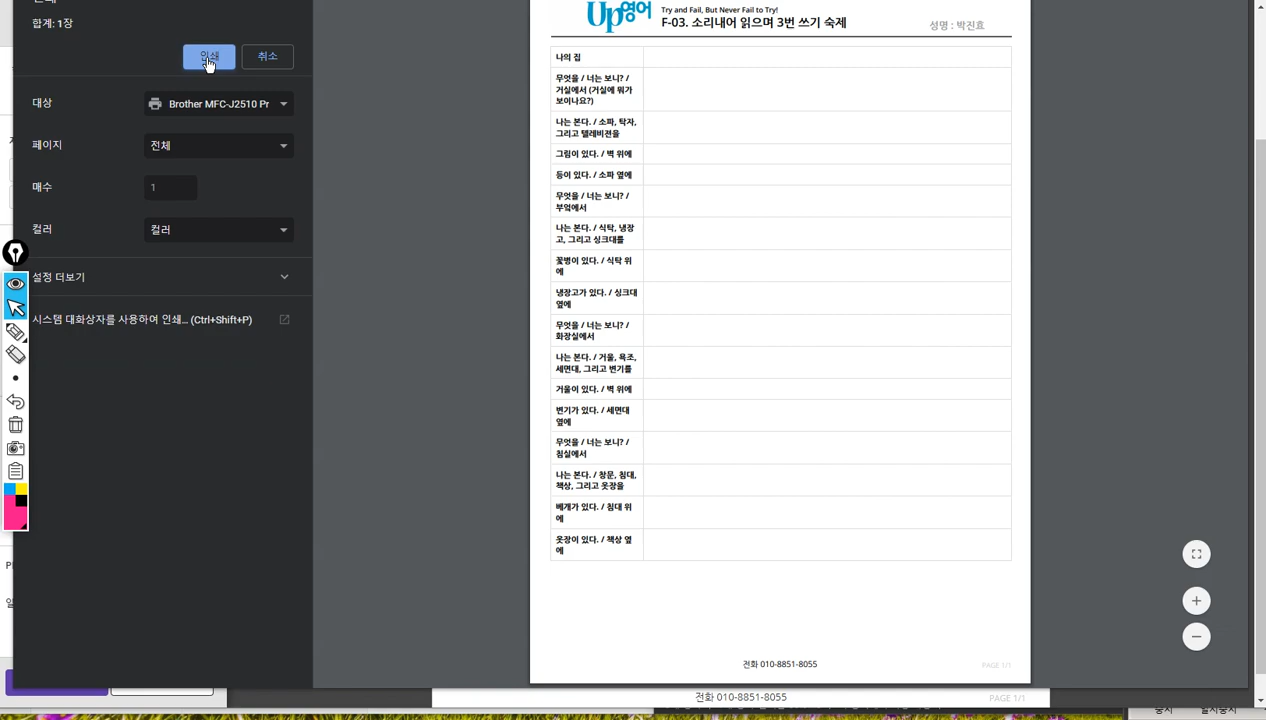 합계: 1장
인쇄
취소
대상
Brother MFC-J2510 Pr
페이지
전체
매수
1
컬러
컬러
설정 더보기
시스템 대화상자를 사용하여 인쇄... (Ctrl+Shift+P)
Up영어
Try and Fail, But Never Fail to Try!
F-03. 소리내어 읽으며 3번 쓰기 숙제
성명 : 박진효
나의 집
무엇을 / 너는 보니? /
거실에서 (거실에 뭐가
보이나요?)
나는 본다. / 소파, 탁자,
그리고 텔레비젼을
그림이 있다. / 벽 위에
등이 있다. / 소파 옆에
무엇을 / 너는 보니? /
부엌에서
나는 본다. / 식탁, 냉장
고, 그리고 싱크대를
꽃병이 있다. / 식탁 위
에
냉장고가 있다. / 싱크대
옆에
무엇을 / 너는 보니? /
화장실에서
나는 본다. / 거울, 욕조,
세면대, 그리고 변기를
거울이 있다. / 벽 위에
변기가 있다. / 세면대
옆에
무엇을 / 너는 보니? /
침실에서
나는 본다. / 창문, 침대,
책상, 그리고 옷장을
베개가 있다. / 침대 위
에
옷장이 있다. / 책상 옆
에
전화 010-8851-8055
PAGE 1/1
전화 010-8851-8055
PAGE 1/1
중지
일시중지